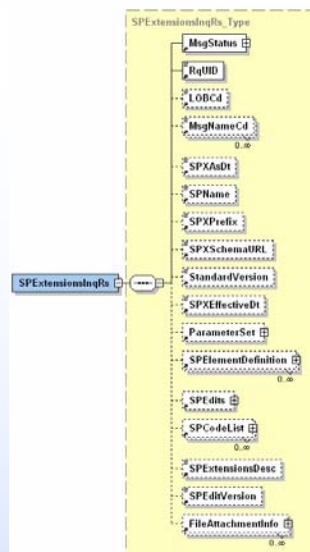 SPExtensionsInqRs_Type
MsgStatus
RqUID
LOBCd
MsgNameCd
0..∞
SPXAsDt
SPName
SPXPrefix
SPXSchemaURL
SPExtensionsInqRs
StandardVersion
SPXEffectiveDt
ParameterSet
SPElementDefinition
0..∞
SPEdits
SPCodeList
0..∞
SPExtensionsDesc
SPEditVersion
FileAttachmentInfo
0..∞